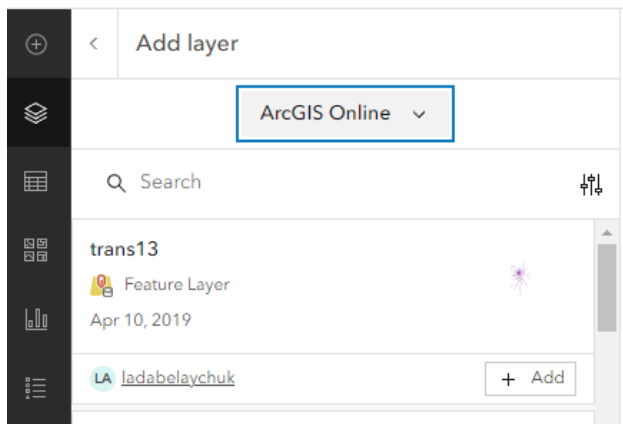 Add layer
ArcGIS Online
Search
trans13
Feature Layer
Apr 10, 2019
LA ladabelaychuk
+ Add